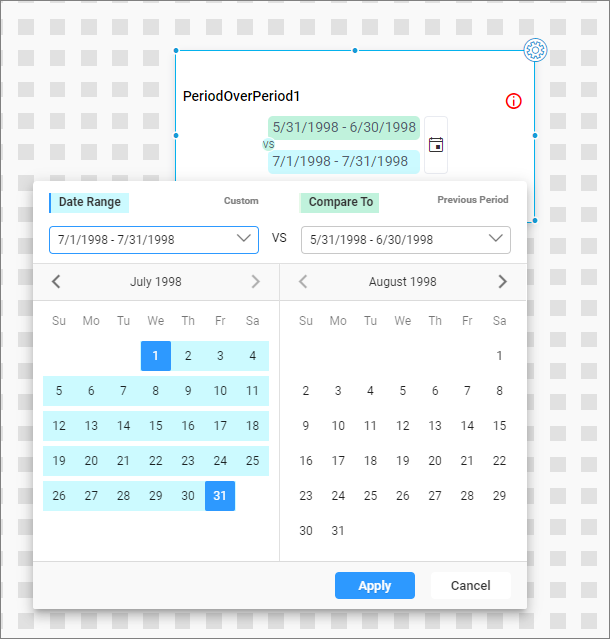 PeriodOverPeriod1
5/31/1998 - 6/30/1998
VS
7/1/1998 - 7/31/1998
Date Range Custom Compare To Previous Period
7/1/1998 - 7/31/1998 VS 5/31/1998 - 6/30/1998
July 1998 August 1998
Su Mo Tu We Th Fr Sa Su Mo Tu We Th Fr Sa
1 2 3 4 1
5 6 7 8 9 10 11 2 3 4 5 6 7 8
12 13 14 15 16 17 18 9 10 11 12 13 14 15
19 20 21 22 23 24 25 16 17 18 19 20 21 22
26 27 28 29 30 31 23 24 25 26 27 28 29
30 31
Apply Cancel